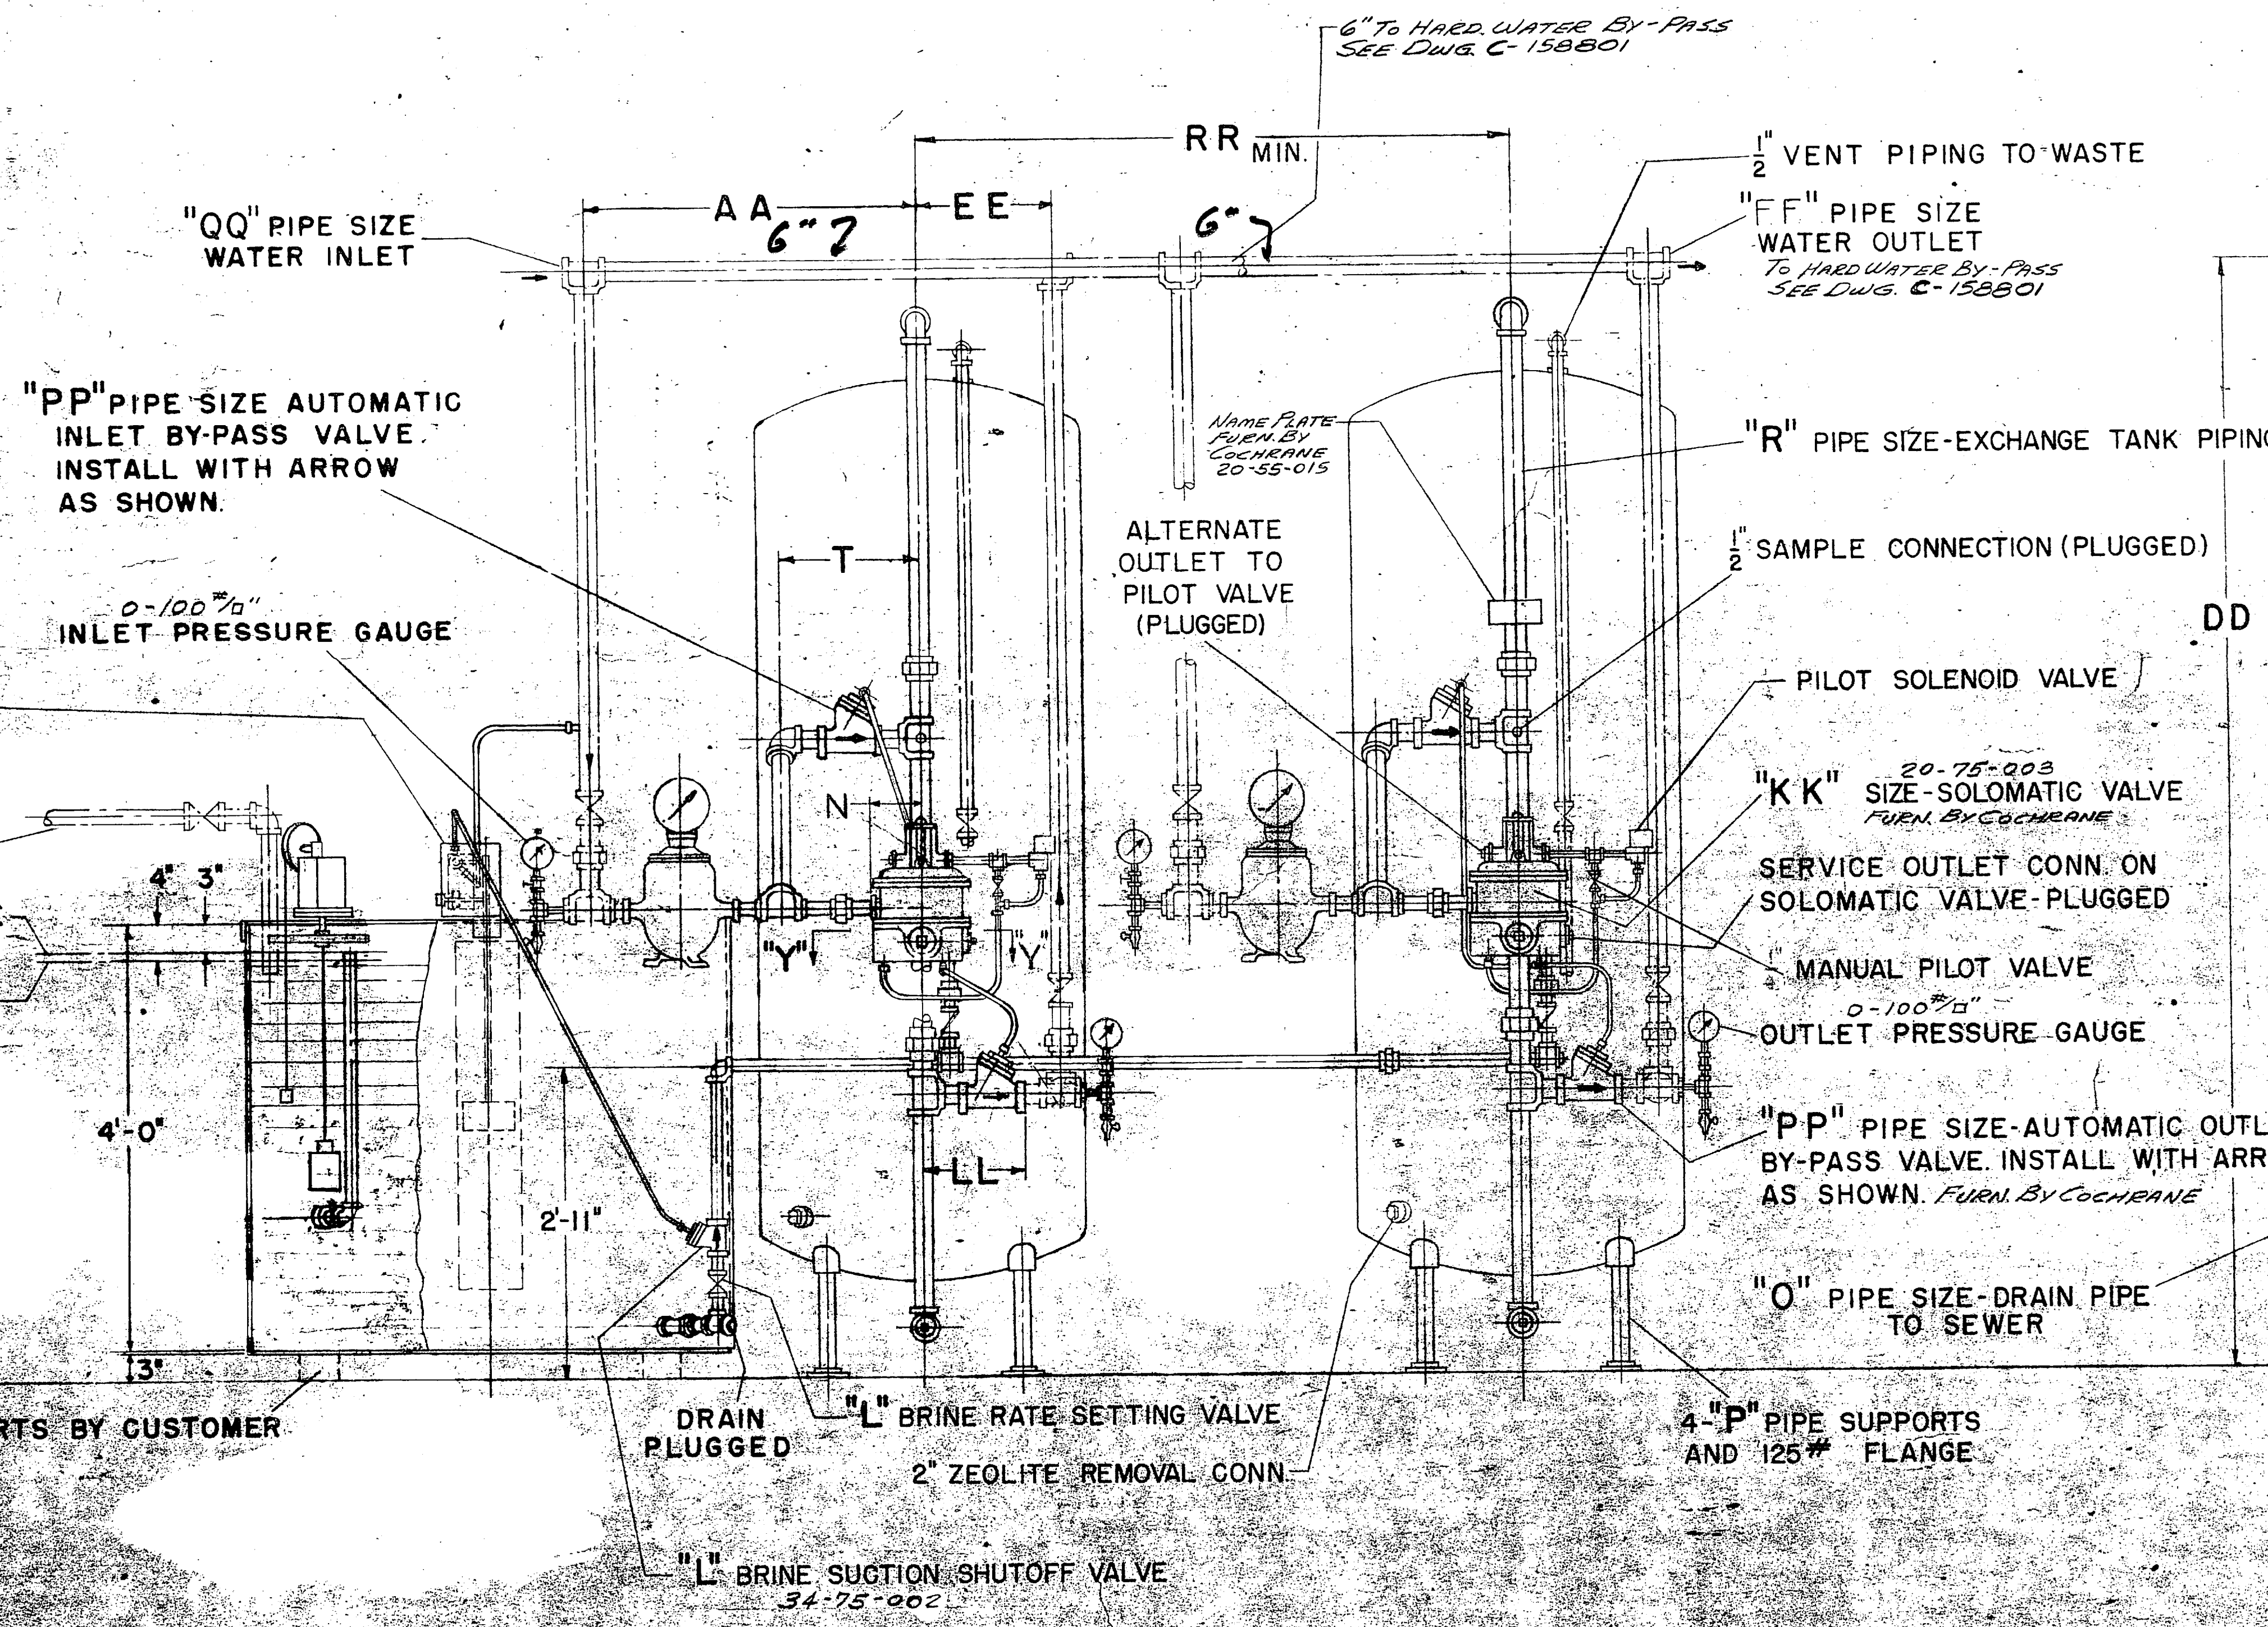 6" TO HARD WATER BY-PASS
SEE DWG. C-158801
RR MIN.
1/2" VENT PIPING TO WASTE
"QQ" PIPE SIZE
WATER INLET
AA
EE
6"
6"
"FF" PIPE SIZE
WATER OUTLET
TO HARD WATER BY-PASS
SEE DWG. C-158801
"PP" PIPE SIZE AUTOMATIC
INLET BY-PASS VALVE.
INSTALL WITH ARROW
AS SHOWN.
NAME PLATE
FURN. BY
COCHRANE
20-55-015
"R" PIPE SIZE-EXCHANGE TANK PIPING
ALTERNATE
OUTLET TO
PILOT VALVE
(PLUGGED)
T
1/2" SAMPLE CONNECTION (PLUGGED)
0-100 #/□"
INLET PRESSURE GAUGE
DD
PILOT SOLENOID VALVE
N
20-75-003
"KK" SIZE-SOLOMATIC VALVE
FURN. BY COCHRANE
4" 3"
SERVICE OUTLET CONN. ON
SOLOMATIC VALVE-PLUGGED
"Y" "Y"
MANUAL PILOT VALVE
0-100 #/□"
OUTLET PRESSURE GAUGE
4'-0"
"PP" PIPE SIZE-AUTOMATIC OUTL
BY-PASS VALVE. INSTALL WITH ARR
AS SHOWN. FURN. BY COCHRANE
LL
2'-11"
"O" PIPE SIZE-DRAIN PIPE
TO SEWER
3"
RTS BY CUSTOMER
DRAIN
PLUGGED
"L" BRINE RATE SETTING VALVE
4-"P" PIPE SUPPORTS
AND 125# FLANGE
2" ZEOLITE REMOVAL CONN.
"L" BRINE SUCTION SHUTOFF VALVE
34-75-002